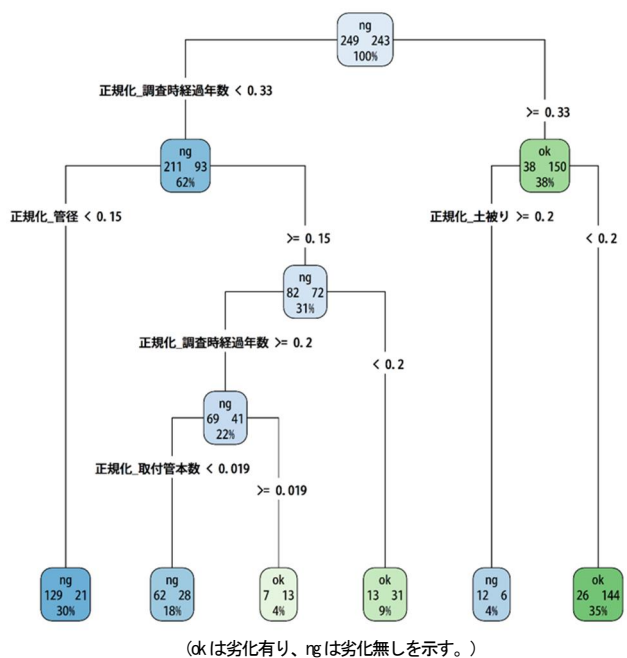 ng
249 243
100%
正規化_調査時経過年数 < 0.33
>= 0.33
ng
211 93
62%
ok
38 150
38%
正規化_管径 < 0.15
>= 0.15
正規化_土被り >= 0.2
< 0.2
ng
82 72
31%
正規化_調査時経過年数 >= 0.2
< 0.2
ng
69 41
22%
正規化_取付管本数 < 0.019
>= 0.019
ng
129 21
30%
ng
62 28
18%
ok
7 13
4%
ok
13 31
9%
ng
12 6
4%
ok
26 144
35%
(okは劣化有り、ngは劣化無しを示す。)